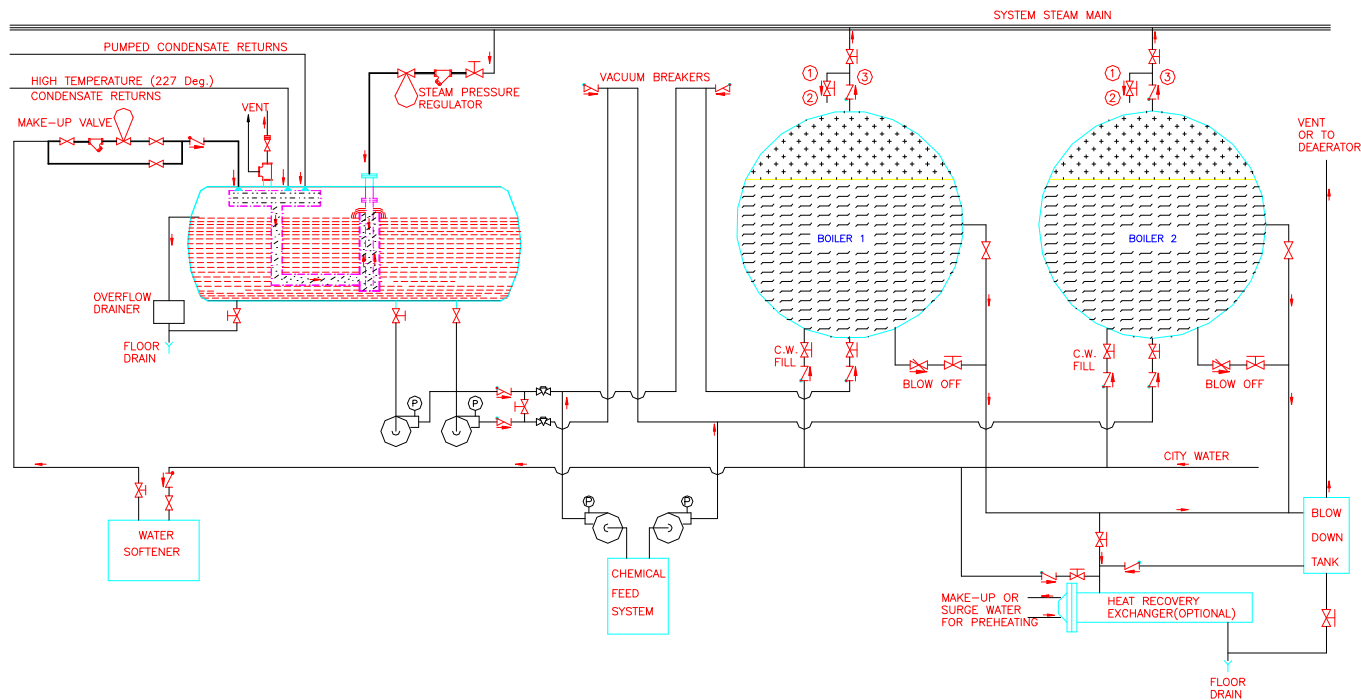 SYSTEM STEAM MAIN
PUMPED CONDENSATE RETURNS
HIGH TEMPERATURE (227 Deg.)
CONDENSATE RETURNS
MAKE-UP VALVE
VENT
STEAM PRESSURE
REGULATOR
VACUUM BREAKERS
1
2
3
1
2
3
VENT
OR TO
DEAERATOR
BOILER 1
BOILER 2
OVERFLOW
DRAINER
FLOOR
DRAIN
C.W.
FILL
BLOW OFF
C.W.
FILL
BLOW OFF
P
P
CITY WATER
P
P
WATER
SOFTENER
CHEMICAL
FEED
SYSTEM
BLOW
DOWN
TANK
MAKE-UP OR
SURGE WATER
FOR PREHEATING
HEAT RECOVERY
EXCHANGER(OPTIONAL)
FLOOR
DRAIN